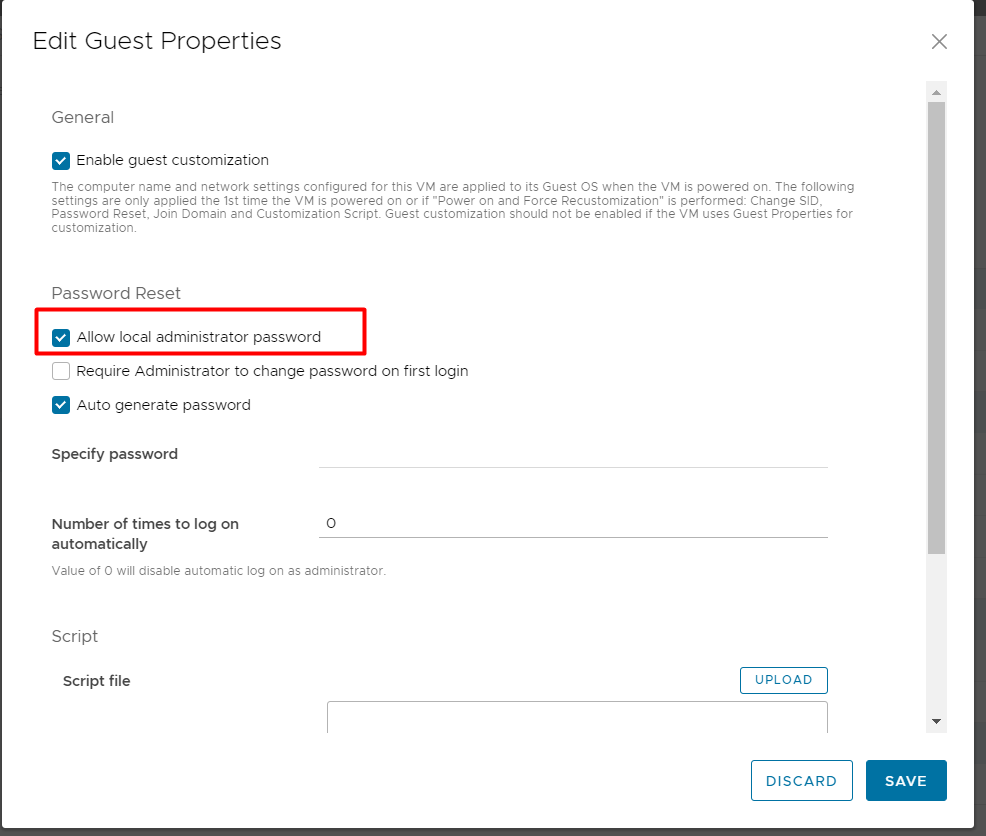 Edit Guest Properties
General
Enable guest customization
The computer name and network settings configured for this VM are applied to its Guest OS when the VM is powered on. The following
settings are only applied the 1st time the VM is powered on or if "Power on and Force Recustomization" is performed: Change SID,
Password Reset, Join Domain and Customization Script. Guest customization should not be enabled if the VM uses Guest Properties for
customization.
Password Reset
Allow local administrator password
Require Administrator to change password on first login
Auto generate password
Specify password
Number of times to log on
automatically
0
Value of 0 will disable automatic log on as administrator.
Script
Script file
UPLOAD
DISCARD
SAVE